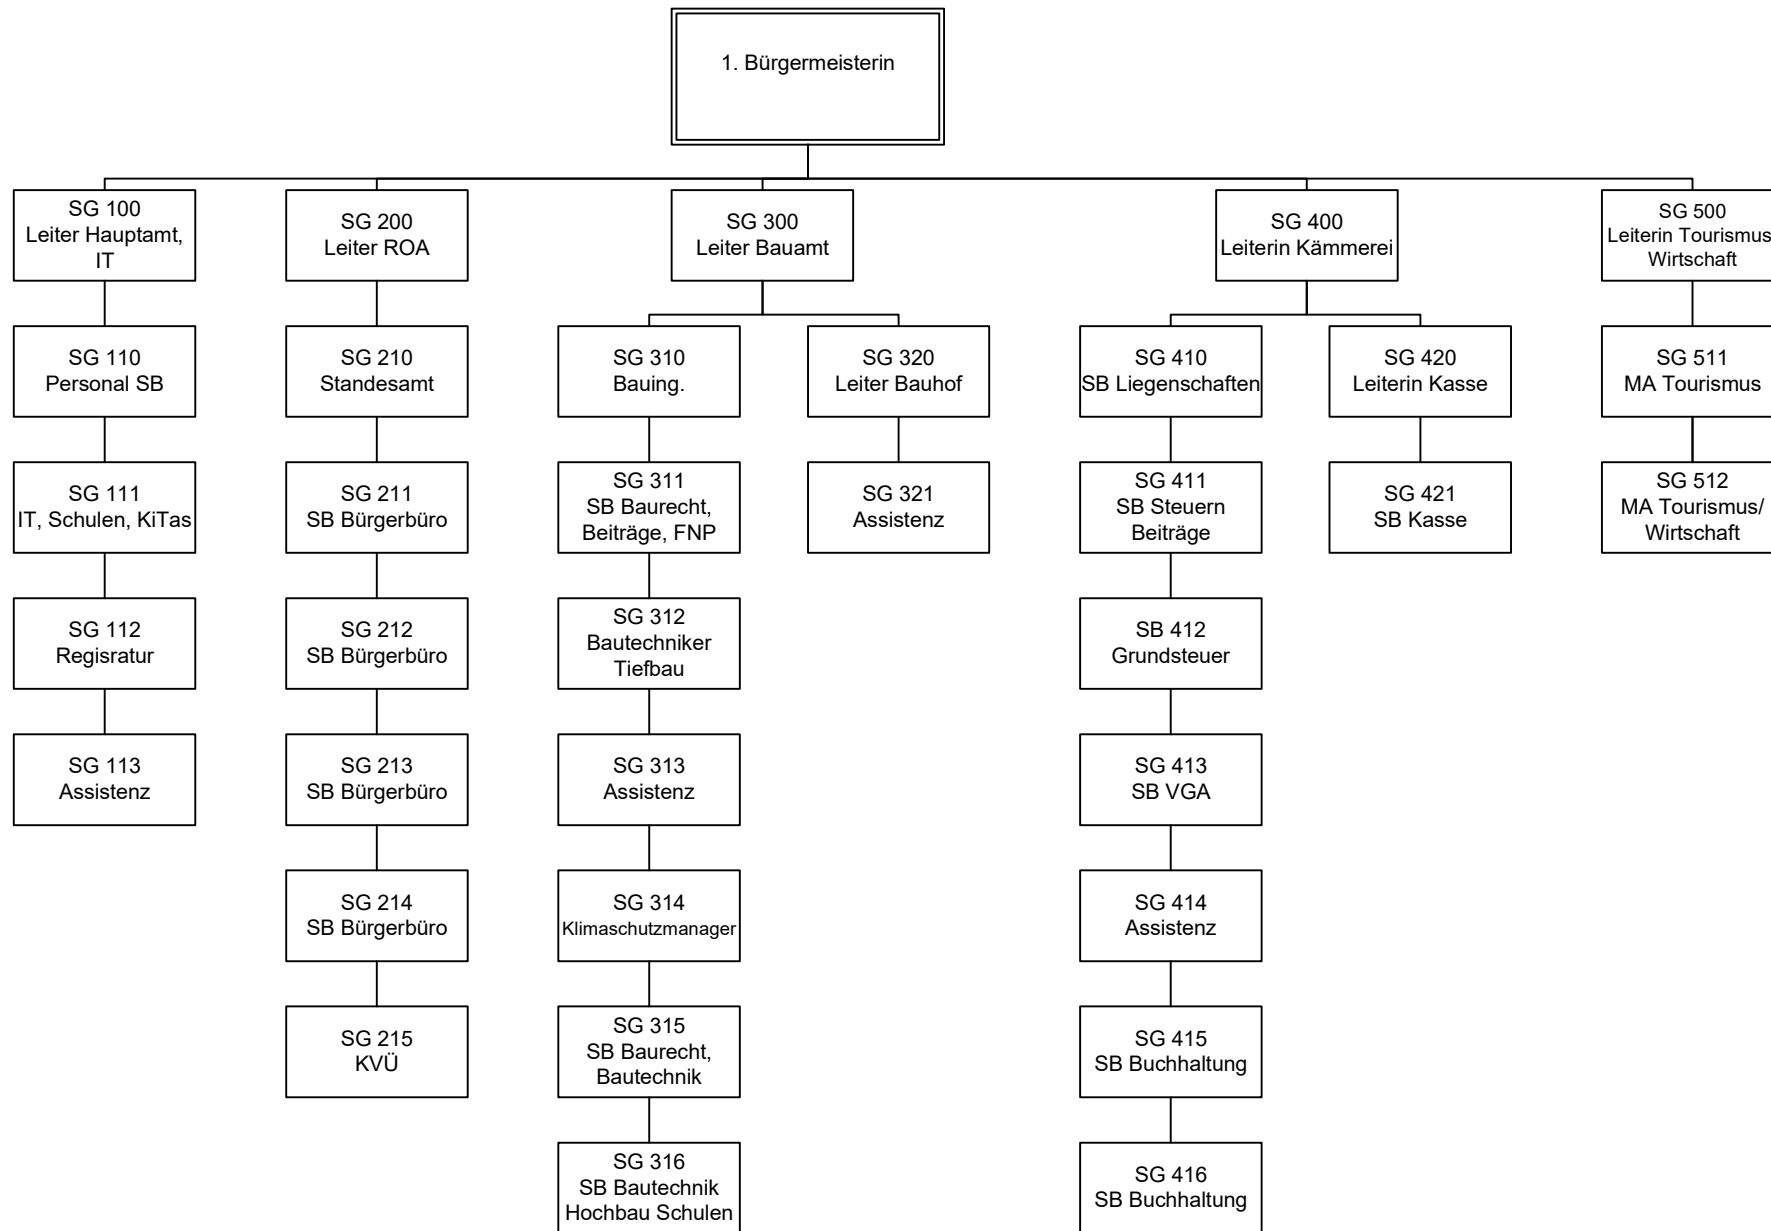 1. Bürgermeisterin
SG 100
Leiter Hauptamt,
IT
SG 200
Leiter ROA
SG 300
Leiter Bauamt
SG 400
Leiterin Kämmerei
SG 500
Leiterin Tourismus
Wirtschaft
SG 110
Personal SB
SG 210
Standesamt
SG 310
Bauing.
SG 320
Leiter Bauhof
SG 410
SB Liegenschaften
SG 420
Leiterin Kasse
SG 511
MA Tourismus
SG 111
IT, Schulen, KiTas
SG 211
SB Bürgerbüro
SG 311
SB Baurecht,
Beiträge, FNP
SG 321
Assistenz
SG 411
SB Steuern
Beiträge
SG 421
SB Kasse
SG 512
MA Tourismus/
Wirtschaft
SG 112
Regisratur
SG 212
SB Bürgerbüro
SG 312
Bautechniker
Tiefbau
SB 412
Grundsteuer
SG 113
Assistenz
SG 213
SB Bürgerbüro
SG 313
Assistenz
SG 413
SB VGA
SG 214
SB Bürgerbüro
SG 314
Klimaschutzmanager
SG 414
Assistenz
SG 215
KVÜ
SG 315
SB Baurecht,
Bautechnik
SG 415
SB Buchhaltung
SG 316
SB Bautechnik
Hochbau Schulen
SG 416
SB Buchhaltung